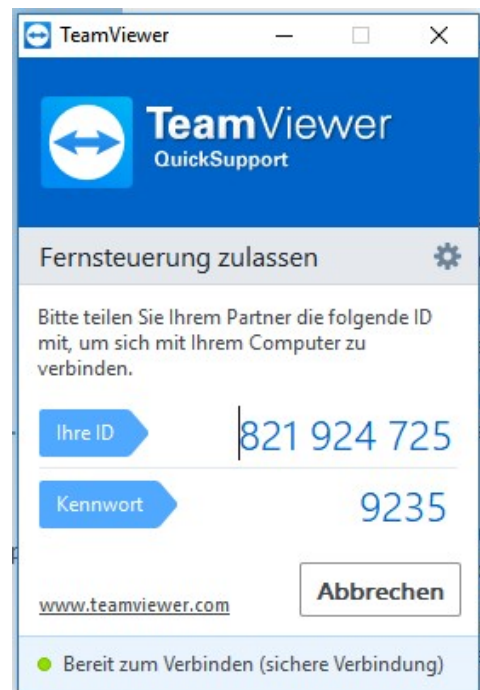 TeamViewer
TeamViewer
QuickSupport
Fernsteuerung zulassen
Bitte teilen Sie Ihrem Partner die folgende ID
mit, um sich mit Ihrem Computer zu
verbinden.
Ihre ID 821 924 725
Kennwort 9235
www.teamviewer.com Abbrechen
Bereit zum Verbinden (sichere Verbindung)